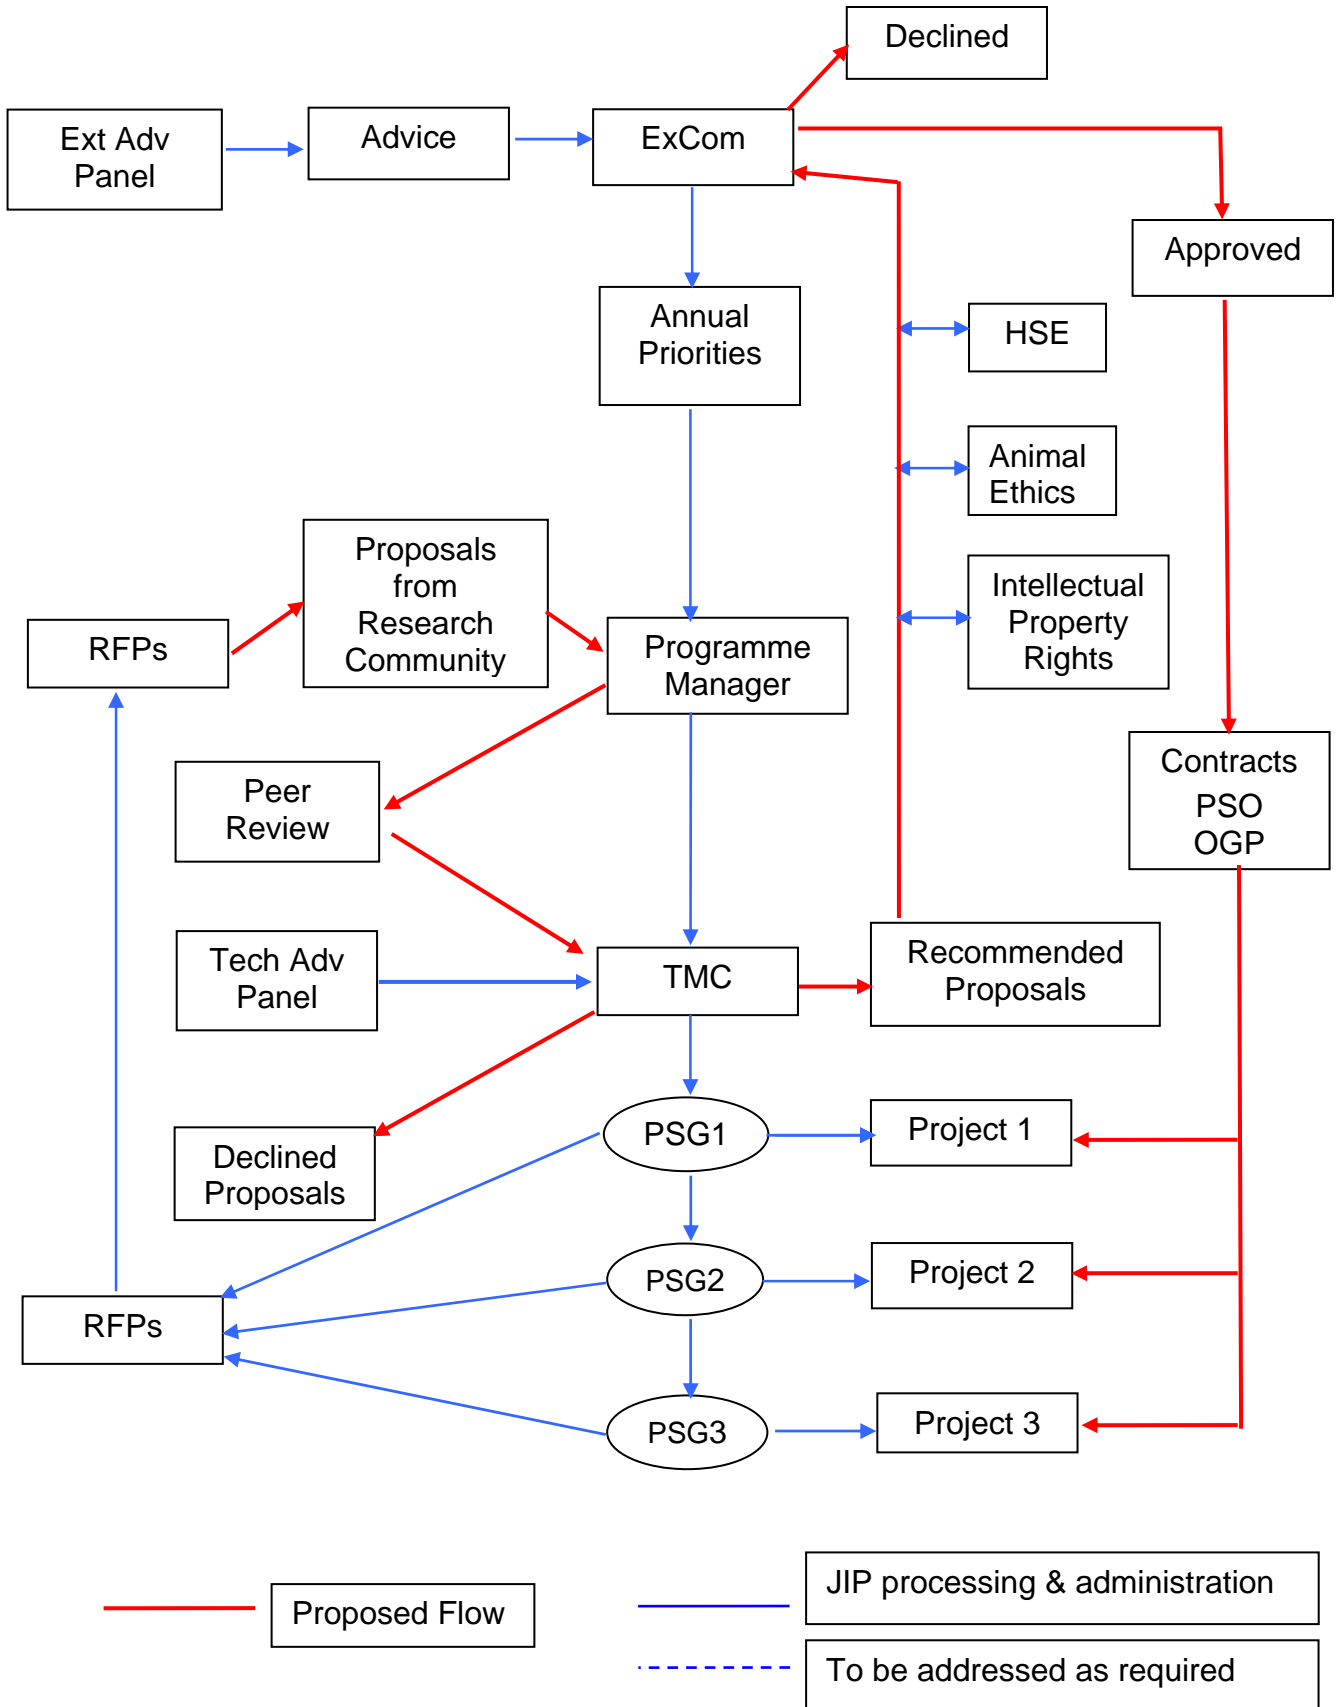 Declined
Ext Adv
Panel
Advice
ExCom
Approved
Annual
Priorities
HSE
Animal
Ethics
Proposals
from
Research
Community
Intellectual
Property
Rights
RFPs
Programme
Manager
Contracts
PSO
OGP
Peer
Review
Tech Adv
Panel
TMC
Recommended
Proposals
Declined
Proposals
PSG1
Project 1
PSG2
Project 2
RFPs
PSG3
Project 3
Proposed Flow
JIP processing & administration
To be addressed as required